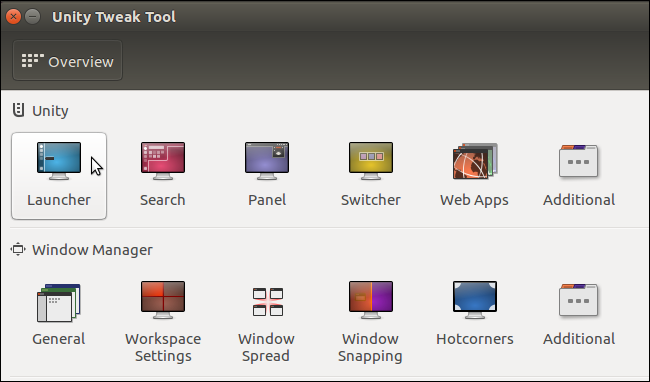 Unity Tweak Tool
Overview
Unity
Launcher Search Panel Switcher Web Apps Additional
Window Manager
General Workspace Window Window Hotcorners Additional
Settings Spread Snapping